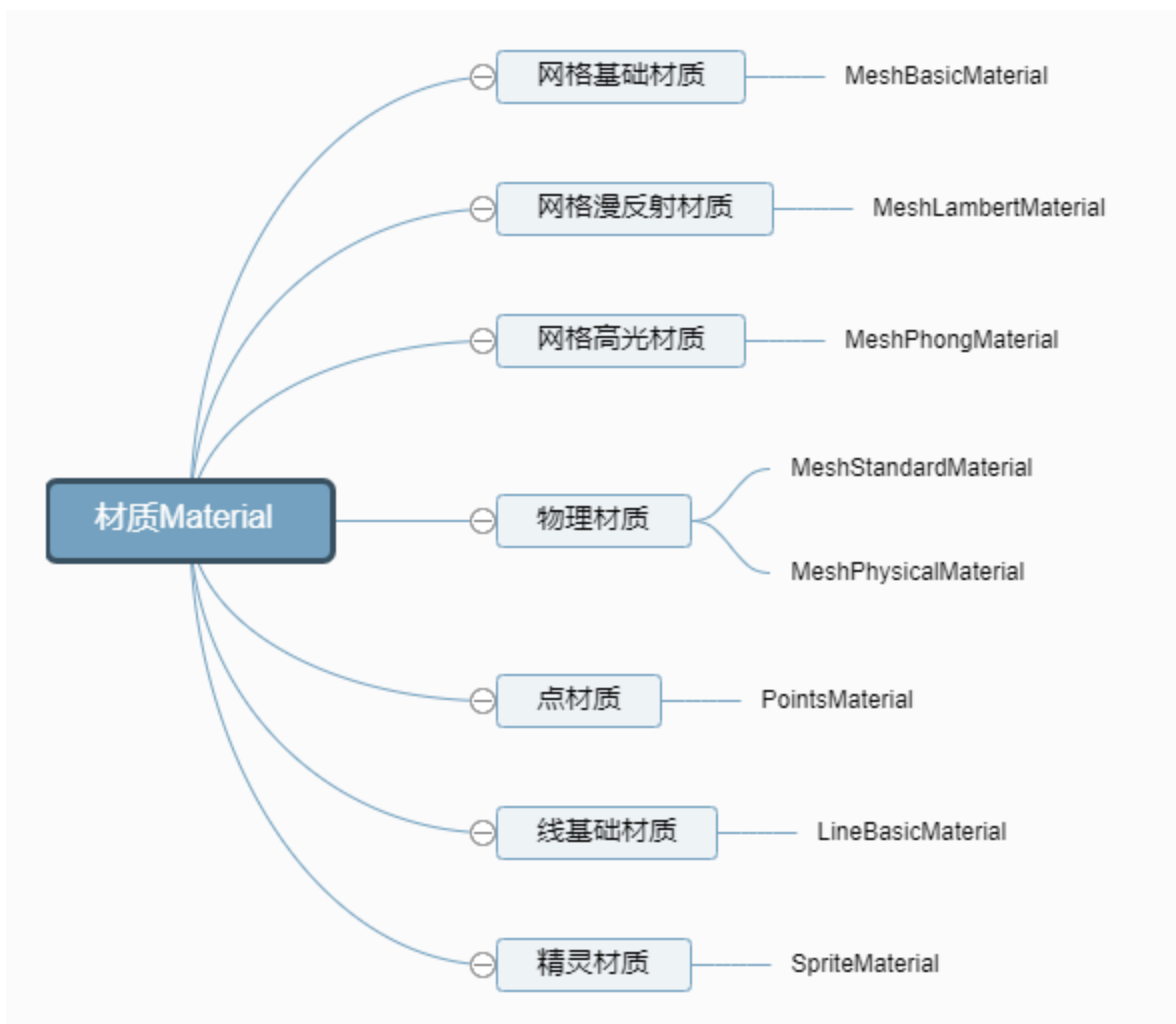 网格基础材质 MeshBasicMaterial
网格漫反射材质 MeshLambertMaterial
网格高光材质 MeshPhongMaterial
材质Material
物理材质
MeshStandardMaterial
MeshPhysicalMaterial
点材质 PointsMaterial
线基础材质 LineBasicMaterial
精灵材质 SpriteMaterial